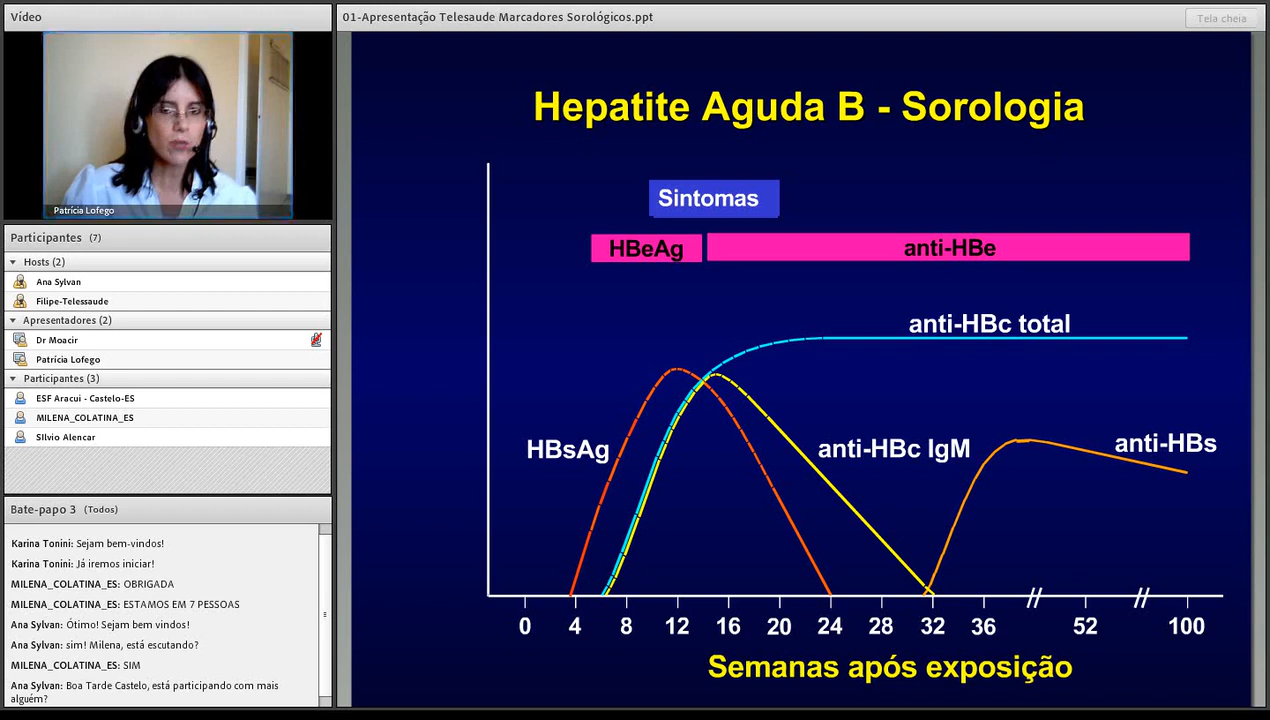 Vídeo
Patrícia Lofego
Participantes (7)
Hosts (2)
Ana Sylvan
Filipe-Telessaude
Apresentadores (2)
Dr Moacir
Patrícia Lofego
Participantes (3)
ESF Aracui - Castelo-ES
MILENA_COLATINA_ES
SIlvio Alencar
Bate-papo 3 (Todos)
Karina Tonini: Sejam bem-vindos!
Karina Tonini: Já iremos iniciar!
MILENA_COLATINA_ES: OBRIGADA
MILENA_COLATINA_ES: ESTAMOS EM 7 PESSOAS
Ana Sylvan: Ótimo! Sejam bem vindos!
Ana Sylvan: sim! Milena, está escutando?
MILENA_COLATINA_ES: SIM
Ana Sylvan: Boa Tarde Castelo, está participando com mais
alguém?
01-Apresentação Telesaude Marcadores Sorológicos.ppt
Tela cheia
Hepatite Aguda B - Sorologia
Sintomas
HBeAg anti-HBe
anti-HBc total
HBsAg anti-HBc IgM anti-HBs
0 4 8 12 16 20 24 28 32 36 52 100
Semanas após exposição